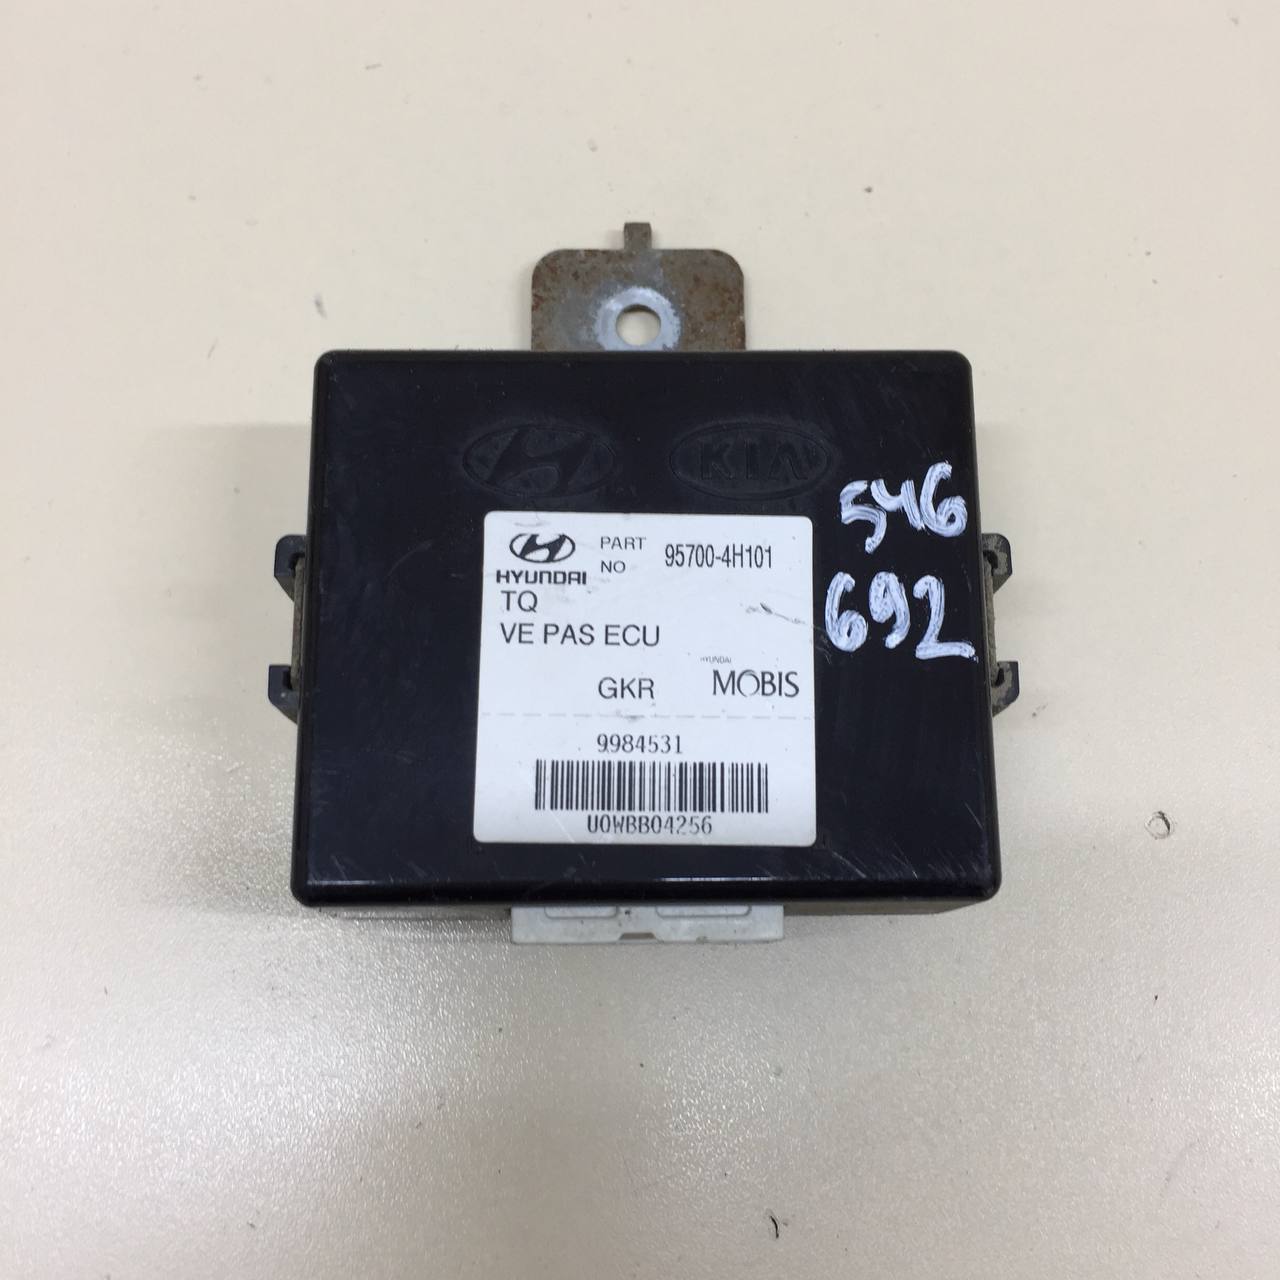 KIA
546
692
HYUNDAI
PART NO 95700-4H101
TQ
VE PAS ECU
GKR
HYUNDAI
MOBIS
9984531
U0WBB04256